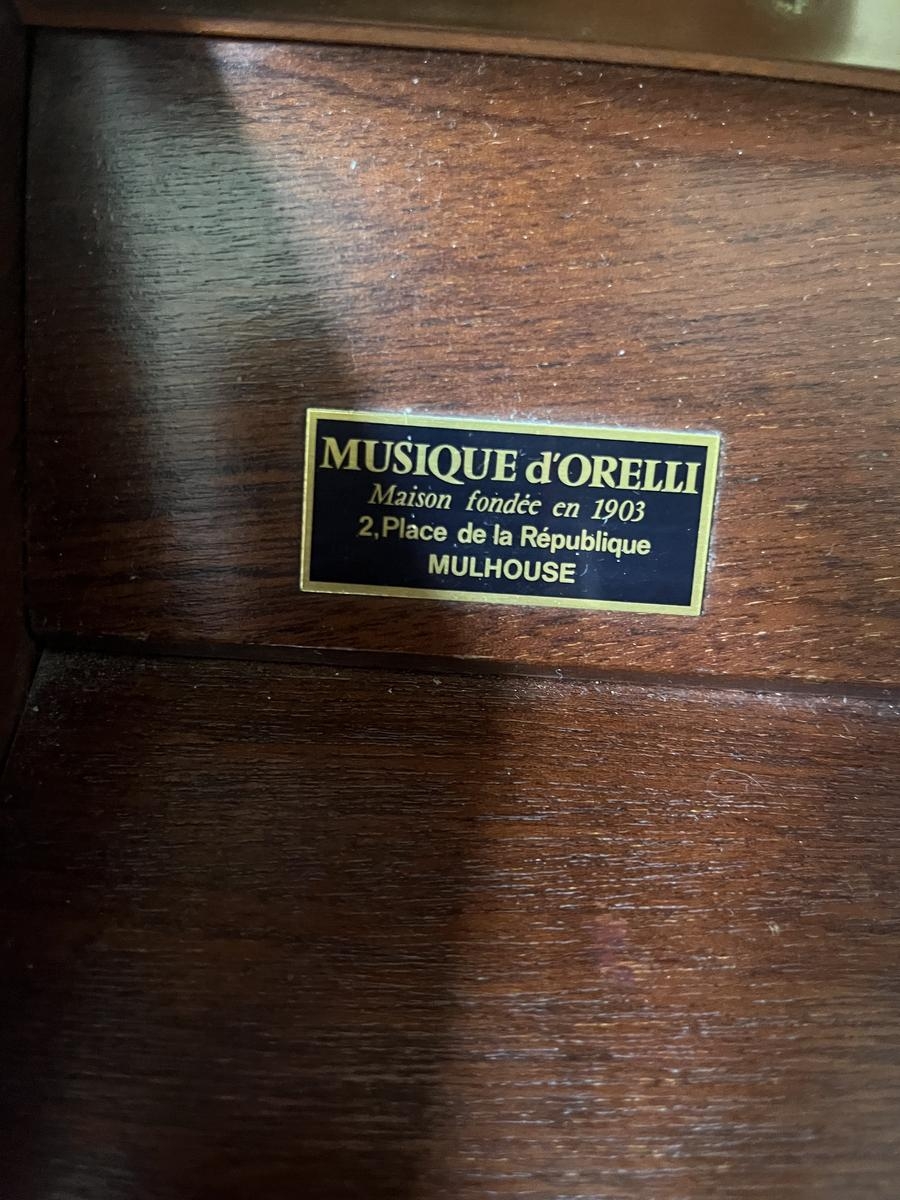 MUSIQUE d'ORELLI
Maison fondée en 1903
2, Place de la République
MULHOUSE